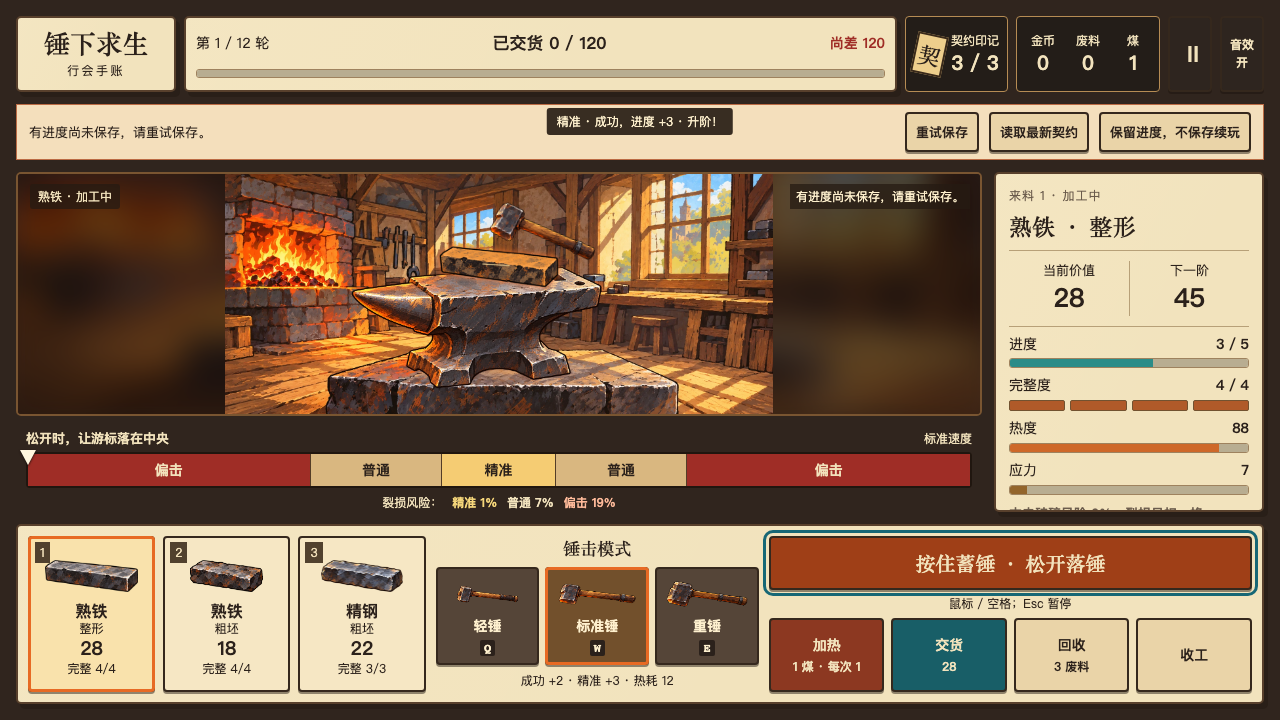 锤下求生
行会手账
第 1 / 12 轮
已交货 0 / 120
尚差 120
契
契约印记
3 / 3
金币 废料 煤
0 0 1
II
音效
开
有进度尚未保存，请重试保存。
精准 · 成功，进度 +3 · 升阶！
重试保存
读取最新契约
保留进度，不保存续玩
熟铁 · 加工中
有进度尚未保存，请重试保存。
来料 1 · 加工中
熟铁 · 整形
当前价值 下一阶
28 45
进度 3 / 5
完整度 4 / 4
热度 88
应力 7
松开时，让游标落在中央
标准速度
偏击 普通 精准 普通 偏击
裂损风险： 精准 1% 普通 7% 偏击 19%
1
熟铁
整形
28
完整 4/4
2
熟铁
粗坯
18
完整 4/4
3
精钢
粗坯
22
完整 3/3
锤击模式
轻锤
Q
标准锤
W
重锤
E
成功 +2 · 精准 +3 · 热耗 12
按住蓄锤 · 松开落锤
鼠标 / 空格；Esc 暂停
加热
1 煤 · 每次 1
交货
28
回收
3 废料
收工